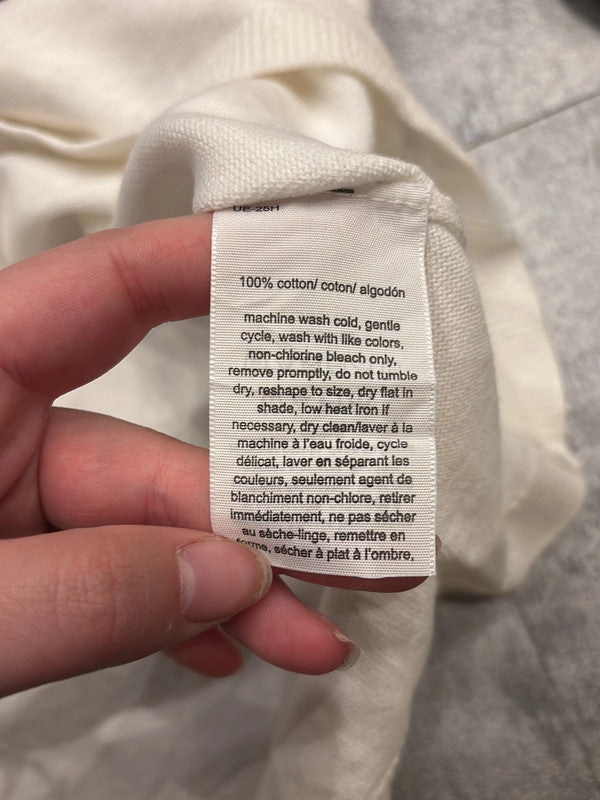 UE-25H
100% cotton/ coton/ algodón
machine wash cold, gentle
cycle, wash with like colors,
non-chlorine bleach only,
remove promptly, do not tumble
dry, reshape to size, dry flat in
shade, low heat iron if
necessary, dry clean/laver à la
machine à l'eau froide, cycle
délicat, laver en séparant les
couleurs, seulement agent de
blanchiment non-chlore, retirer
immédiatement, ne pas sécher
au sèche-linge, remettre en
forme, sécher à plat à l'ombre,